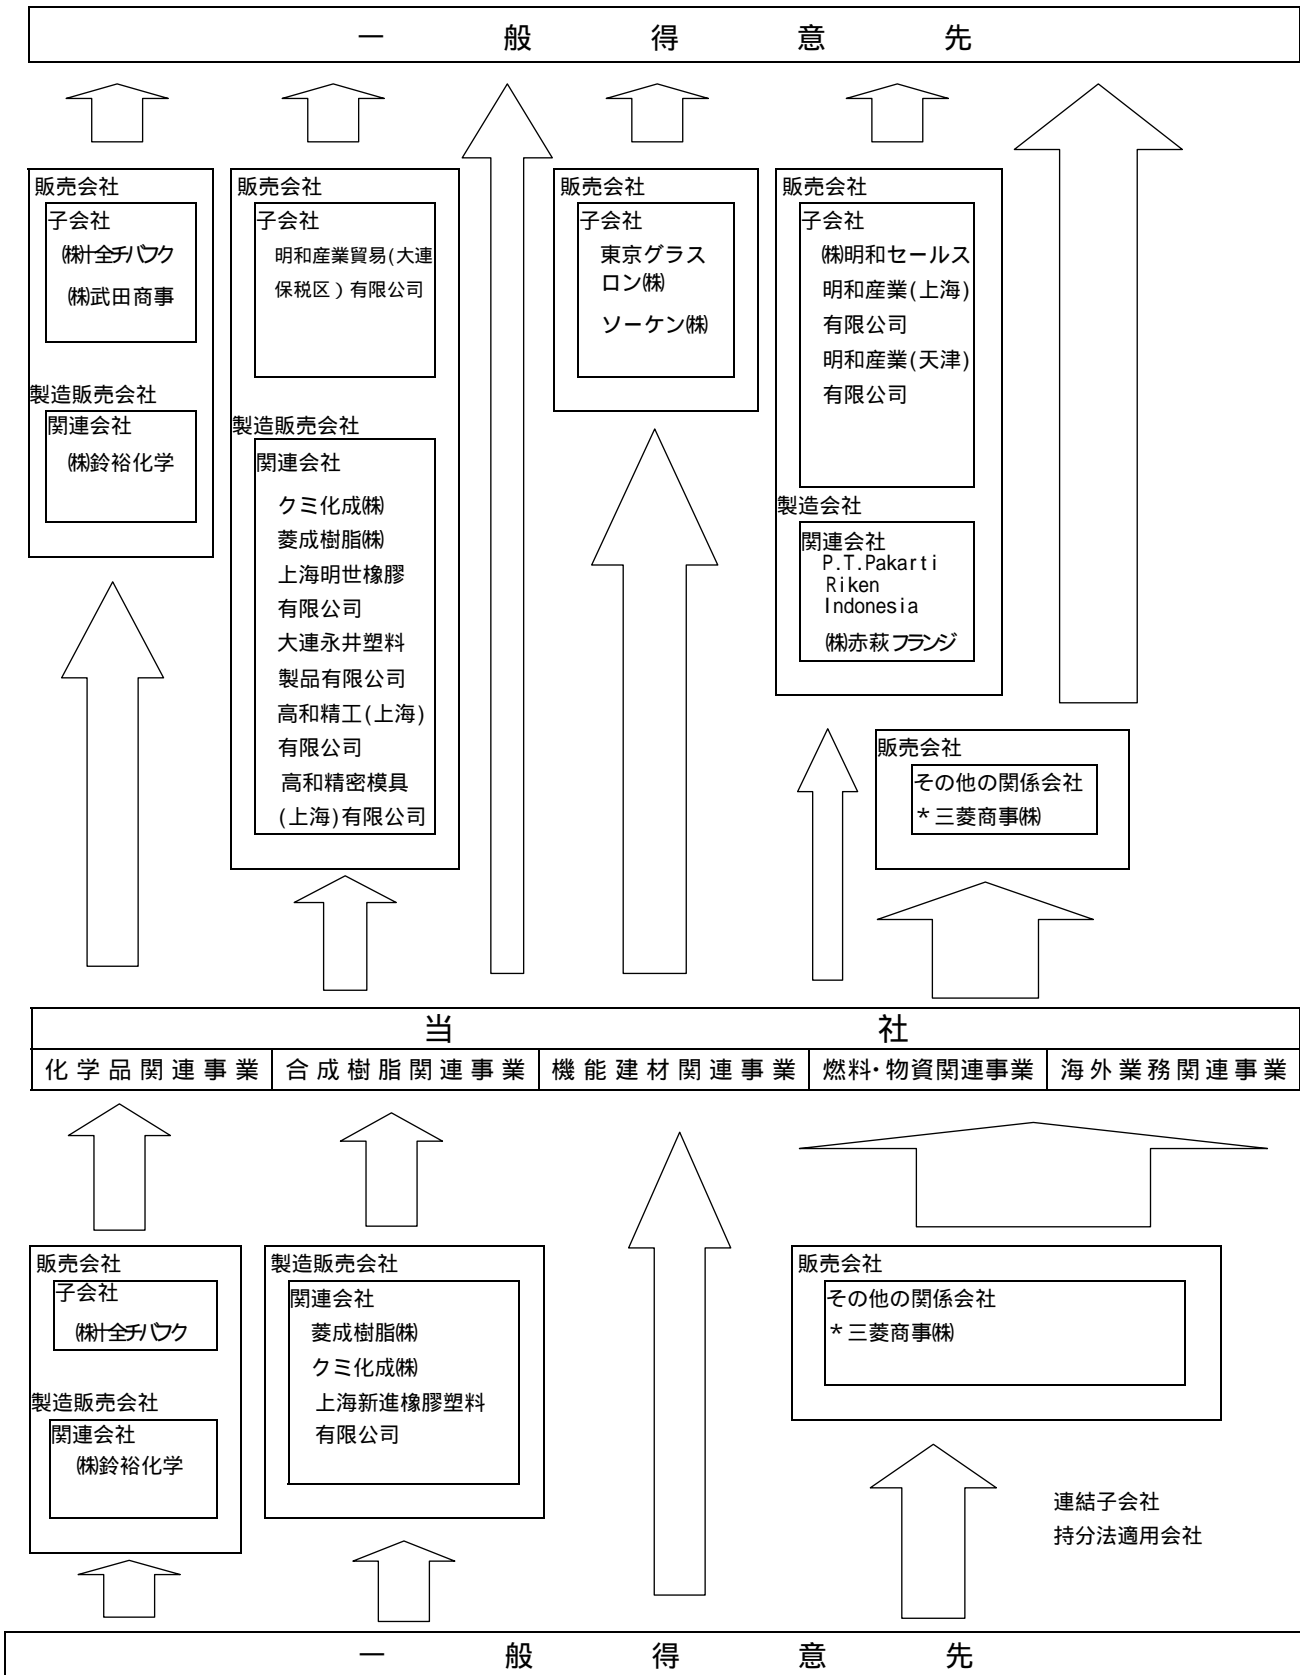 一般得意先
販売会社
子会社
㈱十全チバフク
㈱武田商事
製造販売会社
関連会社
㈱鈴裕化学
販売会社
子会社
明和産業貿易(大連
保税区）有限公司
製造販売会社
関連会社
クミ化成㈱
菱成樹脂㈱
上海明世橡膠
有限公司
大連永井塑料
製品有限公司
高和精工(上海)
有限公司
高和精密模具
(上海)有限公司
販売会社
子会社
東京グラス
ロン㈱
ソーケン㈱
販売会社
子会社
㈱明和セールス
明和産業(上海)
有限公司
明和産業(天津)
有限公司
製造会社
関連会社
P.T.Pakarti
Riken
Indonesia
㈱赤萩フランジ
販売会社
その他の関係会社
*三菱商事㈱
当社
化学品関連事業
合成樹脂関連事業
機能建材関連事業
燃料・物資関連事業
海外業務関連事業
販売会社
子会社
㈱十全チバフク
製造販売会社
関連会社
㈱鈴裕化学
製造販売会社
関連会社
菱成樹脂㈱
クミ化成㈱
上海新進橡膠塑料
有限公司
販売会社
その他の関係会社
*三菱商事㈱
連結子会社
持分法適用会社
一般得意先